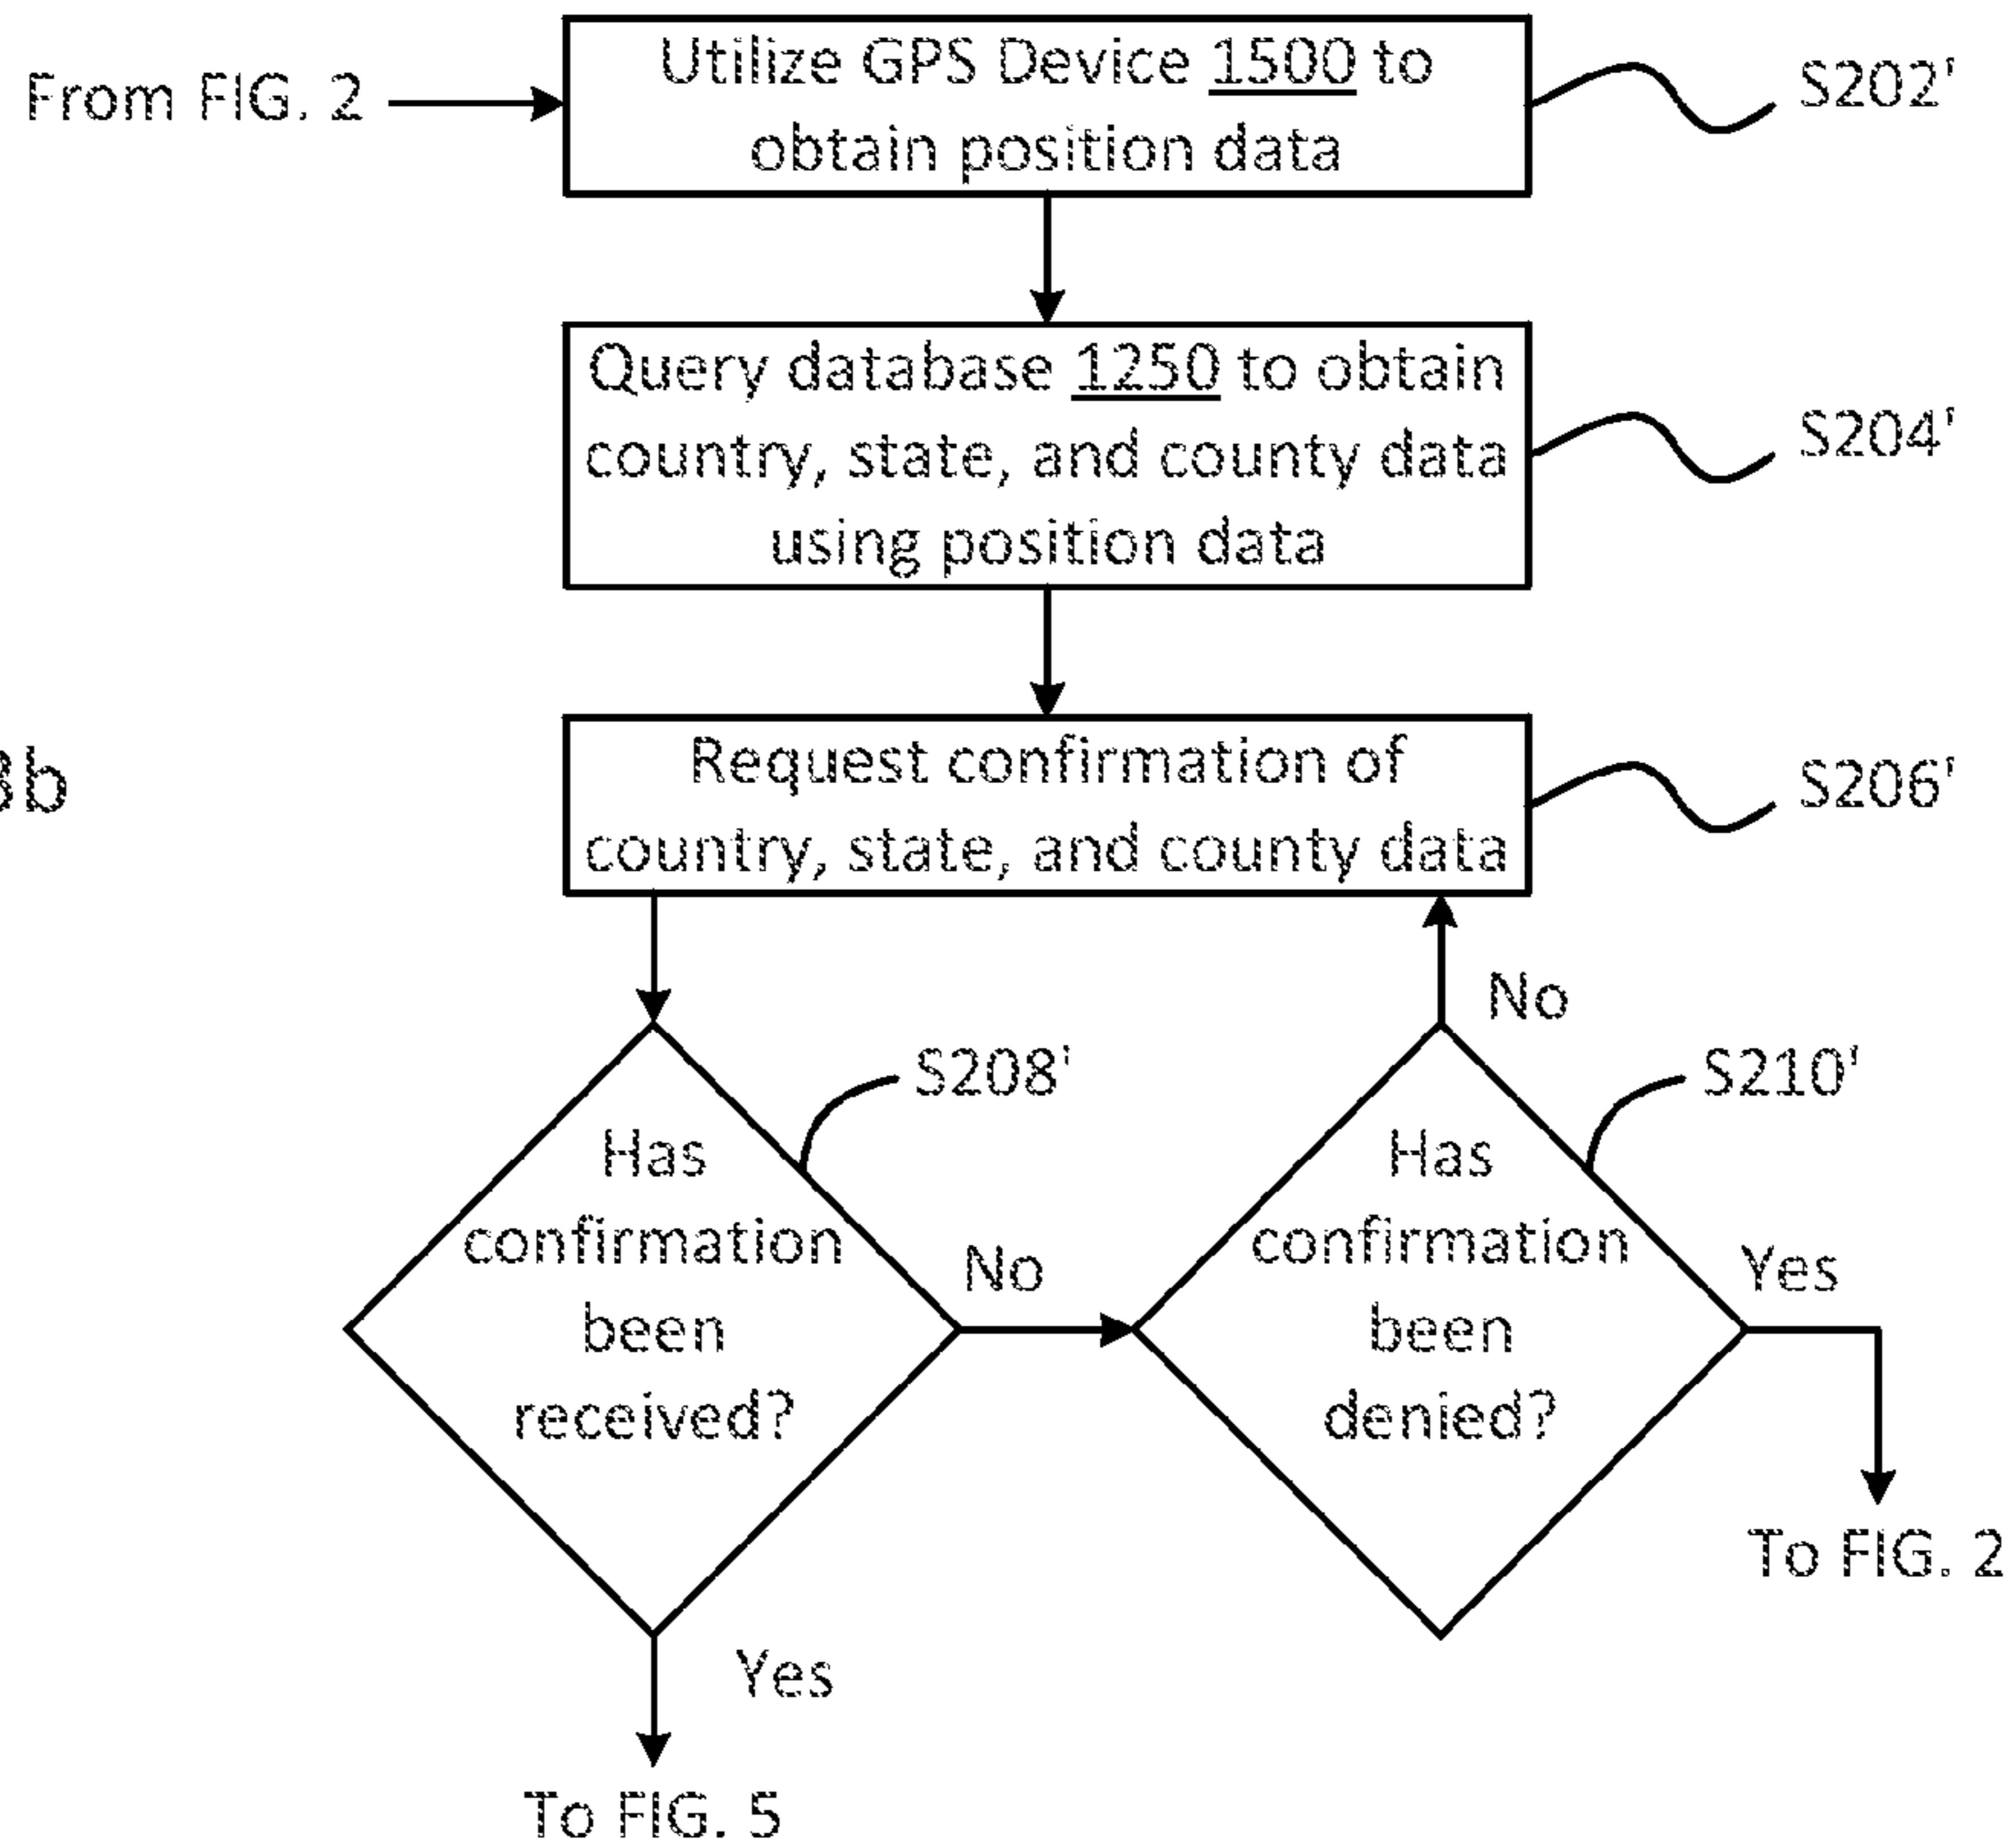 From FIG. 2
Utilize GPS Device 1500 to
obtain position data
S202'
Query database 1250 to obtain
country, state, and county data
using position data
S204'
3b
Request confirmation of
country, state, and county data
S206'
No
S208'
S210'
Has
confirmation
been
received?
No
Has
confirmation
been
denied?
Yes
To FIG. 2
Yes
To FIG. 5